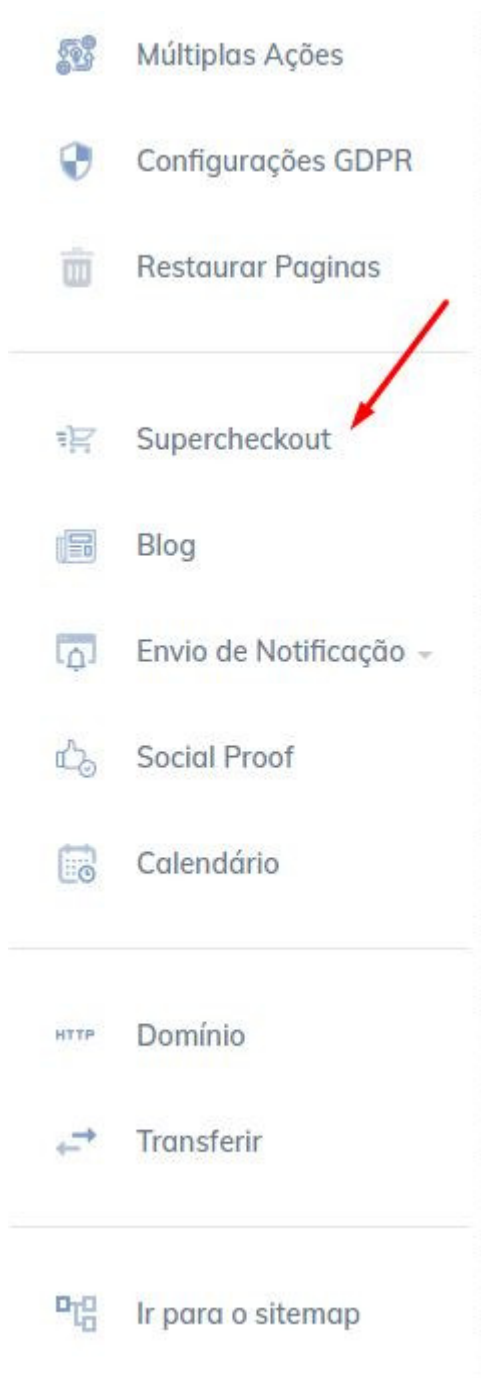 Múltiplas Ações
Configurações GDPR
Restaurar Paginas
Supercheckout
Blog
Envio de Notificação
Social Proof
Calendário
HTTP Domínio
Transferir
Ir para o sitemap